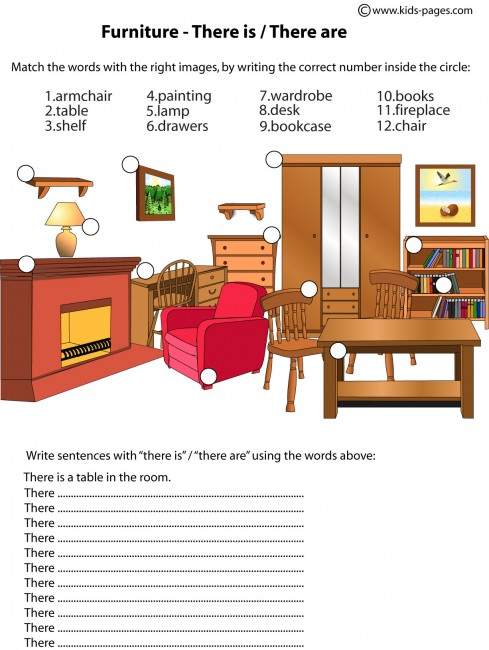 ©www.kids-pages.com
Furniture - There is / There are
Match the words with the right images, by writing the correct number inside the circle:
1.armchair 4.painting 7.wardrobe 10.books
2.table 5.lamp 8.desk 11.fireplace
3.shelf 6.drawers 9.bookcase 12.chair
Write sentences with “there is” / “there are” using the words above:
There is a table in the room.
There ...................................................................................
There ...................................................................................
There ...................................................................................
There ...................................................................................
There ...................................................................................
There ...................................................................................
There ...................................................................................
There ...................................................................................
There ...................................................................................
There ...................................................................................
There ...................................................................................